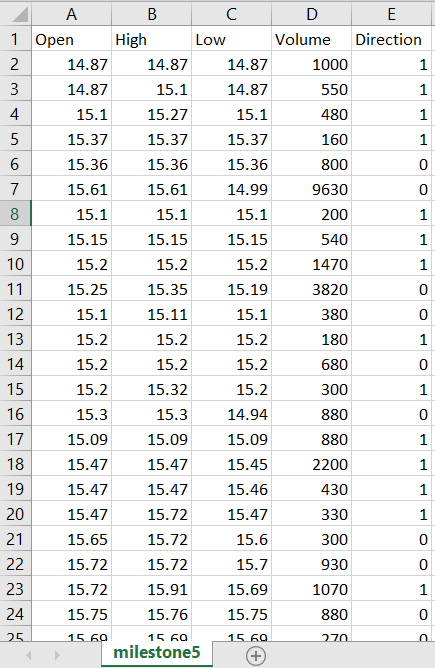 A B C D E
1 Open High Low Volume Direction
2 14.87 14.87 14.87 1000 1
3 14.87 15.1 14.87 550 1
4 15.1 15.27 15.1 480 1
5 15.37 15.37 15.37 160 1
6 15.36 15.36 15.36 800 0
7 15.61 15.61 14.99 9630 0
8 15.1 15.1 15.1 200 1
9 15.15 15.15 15.15 540 1
10 15.2 15.2 15.2 1470 1
11 15.25 15.35 15.19 3820 0
12 15.1 15.11 15.1 380 0
13 15.2 15.2 15.2 180 1
14 15.2 15.2 15.2 680 0
15 15.2 15.32 15.2 300 1
16 15.3 15.3 14.94 880 0
17 15.09 15.09 15.09 880 1
18 15.47 15.47 15.45 2200 1
19 15.47 15.47 15.46 430 1
20 15.47 15.72 15.47 330 1
21 15.65 15.72 15.6 300 0
22 15.72 15.72 15.7 930 0
23 15.72 15.91 15.69 1070 1
24 15.75 15.76 15.75 880 0
25 15.69 15.69 15.69 270 0
milestone5